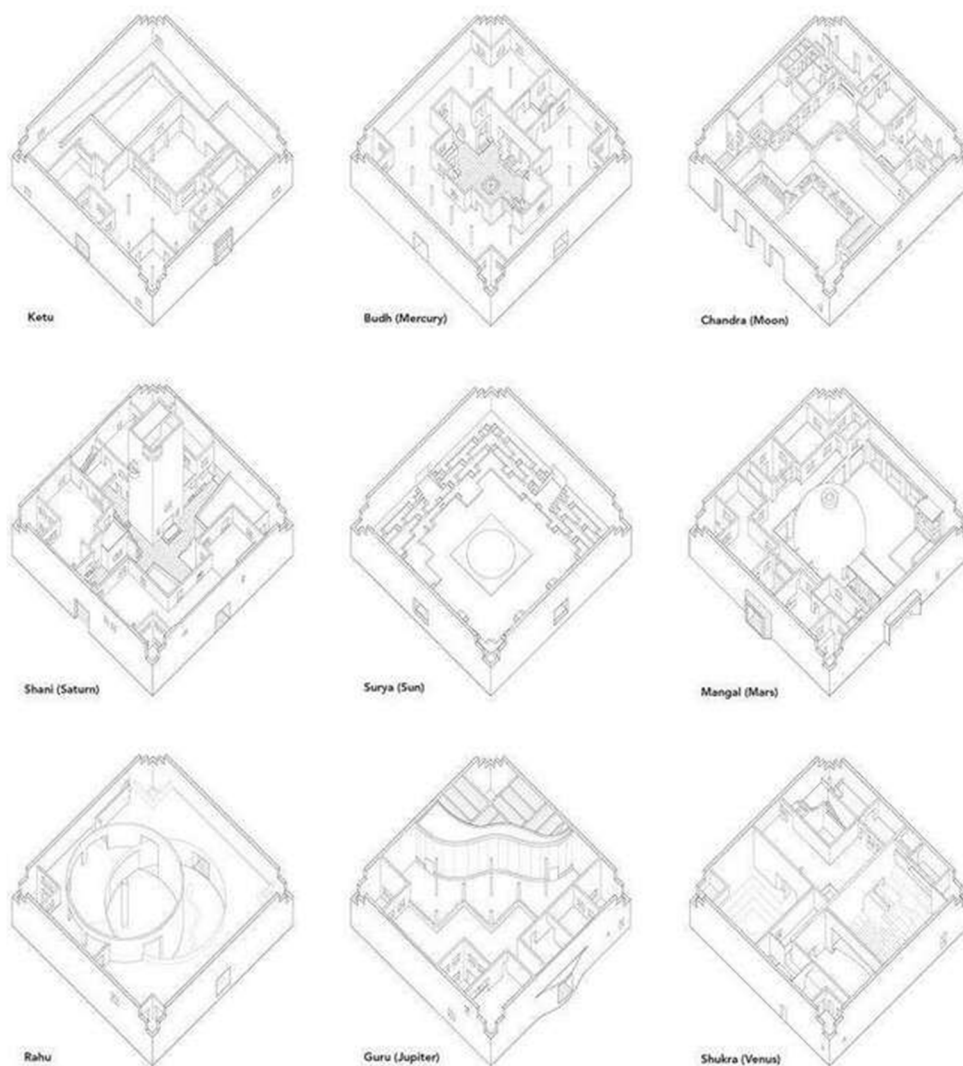 Ketu
Budh (Mercury)
Chandra (Moon)
Shani (Saturn)
Surya (Sun)
Mangal (Mars)
Rahu
Guru (Jupiter)
Shukra (Venus)